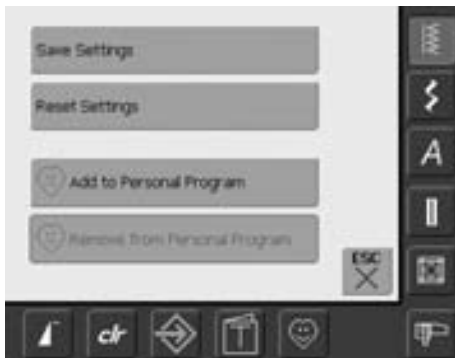 Save Settings
Reset Settings
Add to Personal Program
Remove from Personal Program
ESC
A
clr